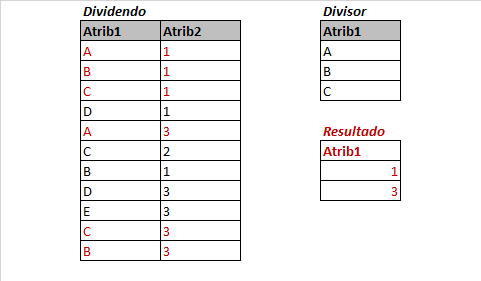 Dividendo
Atrib1 Atrib2
A 1
B 1
C 1
D 1
A 3
C 2
B 1
D 3
E 3
C 3
B 3
Divisor
Atrib1
A
B
C
Resultado
Atrib1
1
3